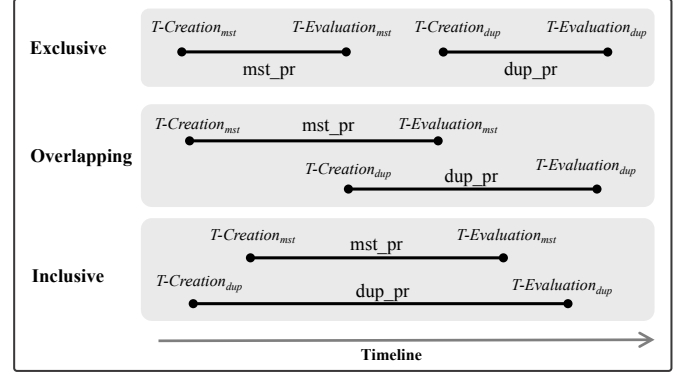 T-Creation_mst T-Evaluation_mst T-Creation_dup T-Evaluation_dup
Exclusive
mst_pr dup_pr
T-Creation_mst mst_pr T-Evaluation_mst
Overlapping
T-Creation_dup dup_pr T-Evaluation_dup
T-Creation_mst mst_pr T-Evaluation_mst
Inclusive
T-Creation_dup dup_pr T-Evaluation_dup
Timeline